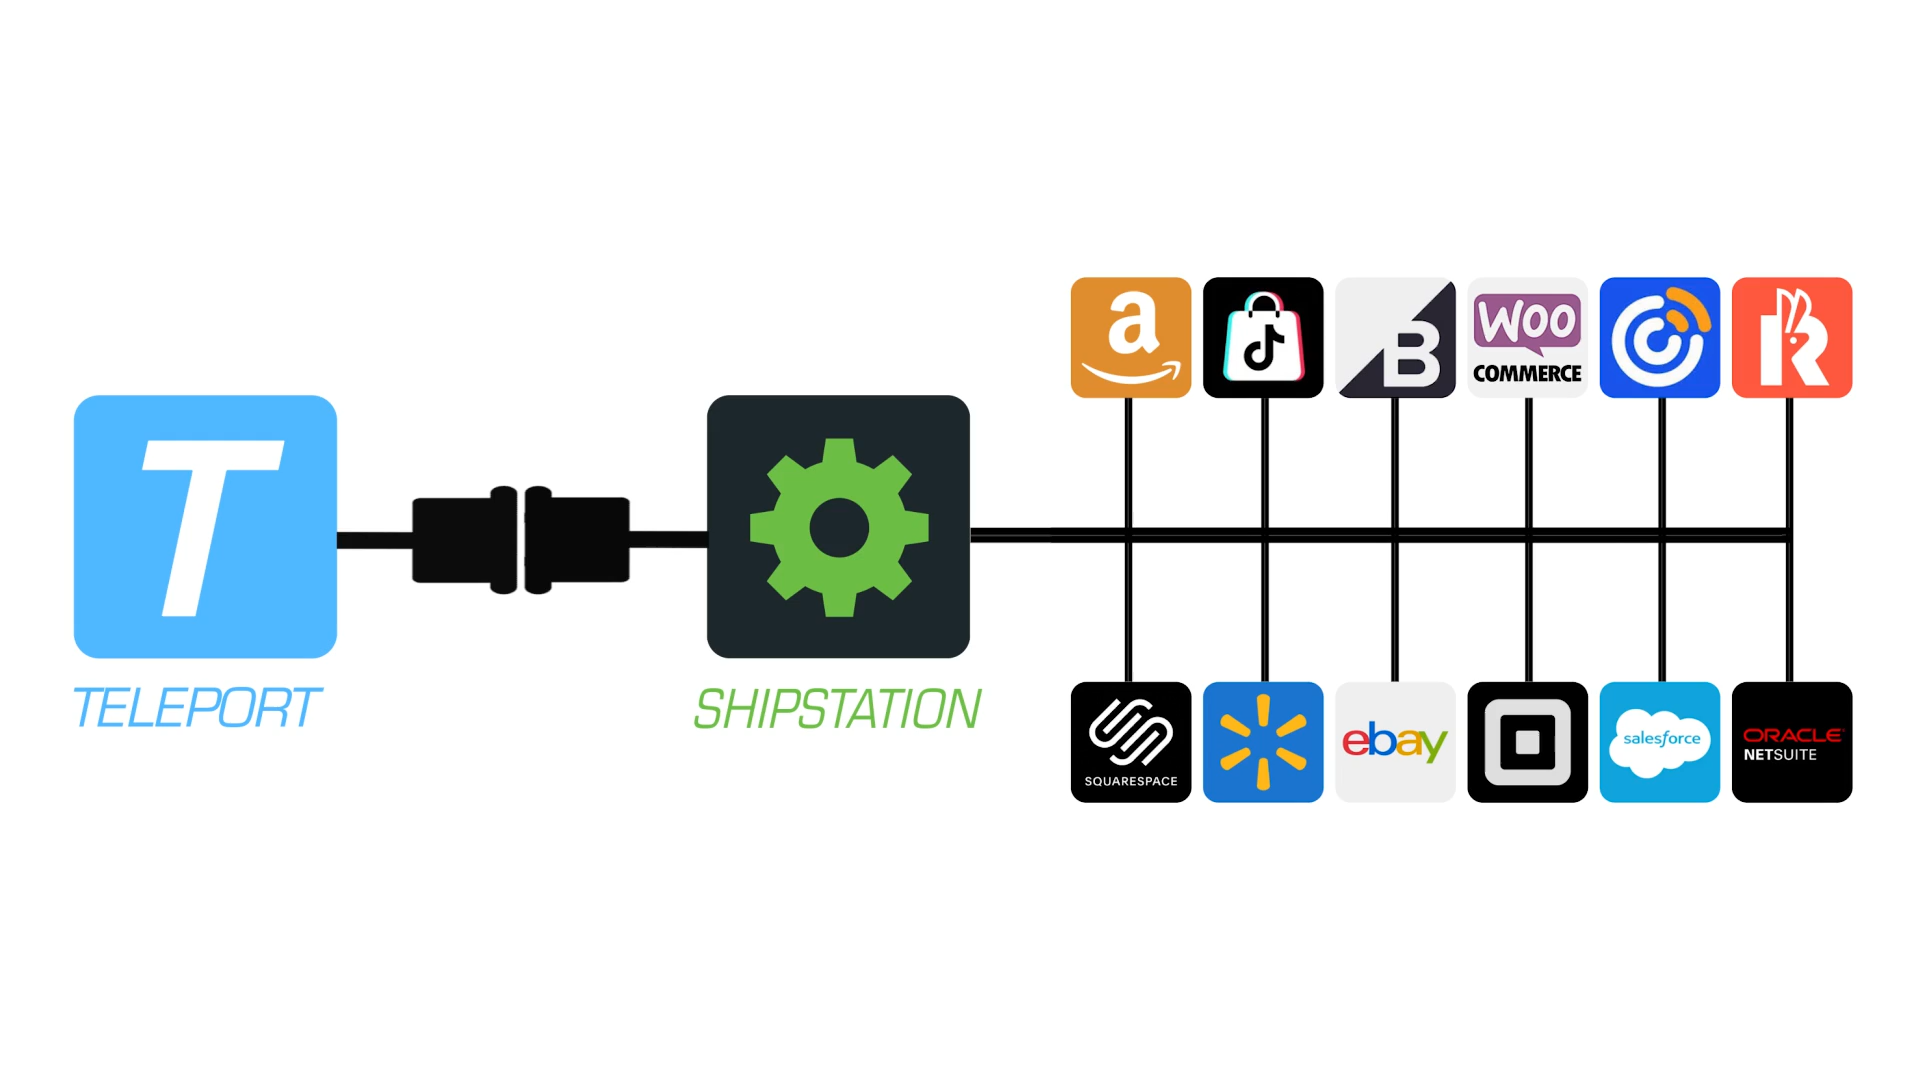 T
TELEPORT
SHIPSTATION
a
B
WOO
COMMERCE
R
SQUARESPACE
ebay
salesforce
ORACLE
NETSUITE